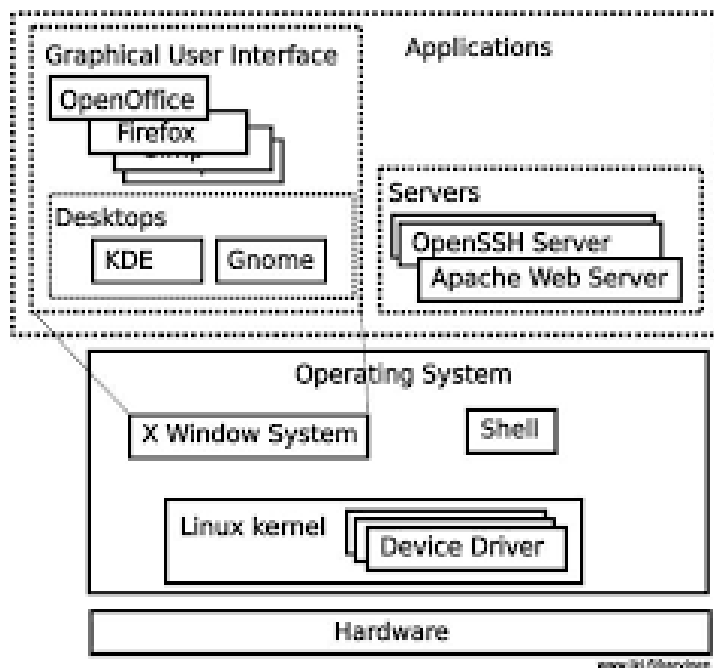 Graphical User Interface
Applications
OpenOffice
Firefox
Desktops
KDE
Gnome
Servers
OpenSSH Server
Apache Web Server
Operating System
X Window System
Shell
Linux kernel
Device Driver
Hardware